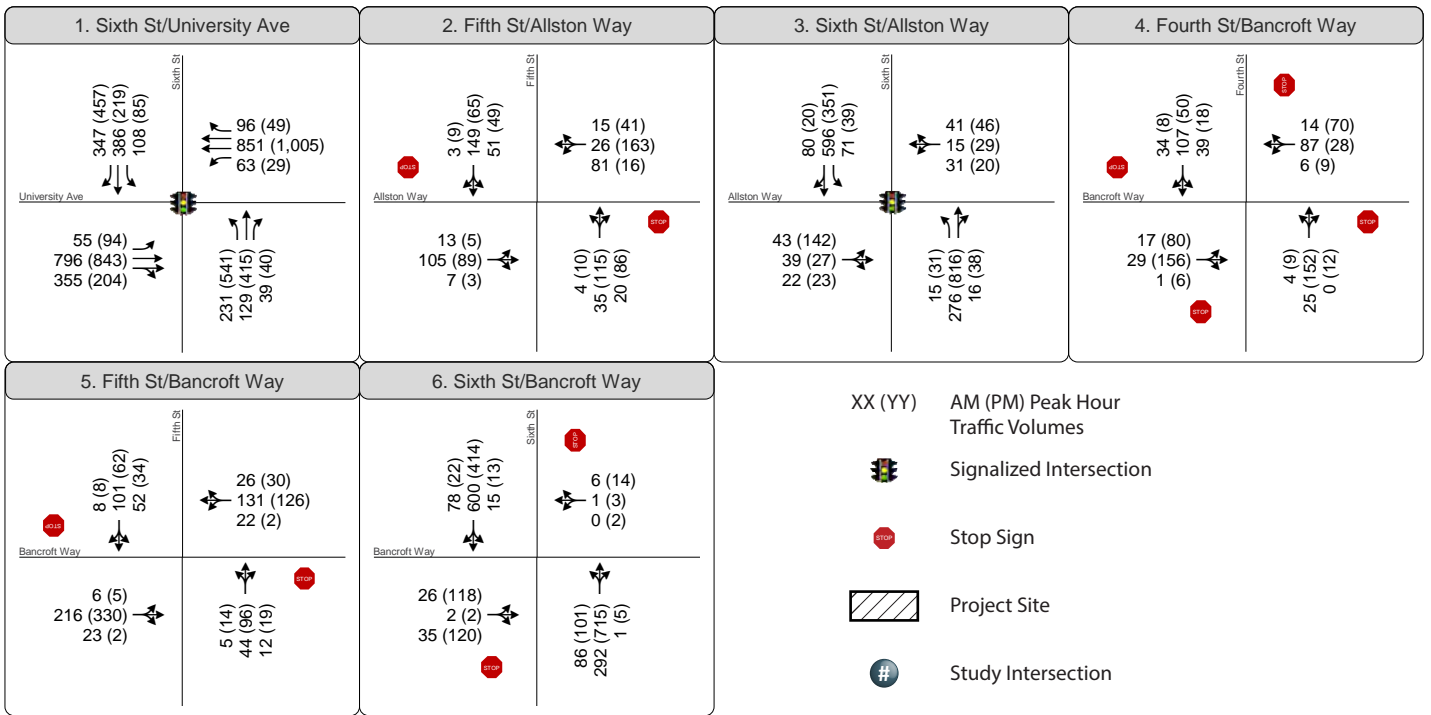 1. Sixth St/University Ave
Sixth St
347 (457)
386 (219)
108 (85)
96 (49)
851 (1,005)
63 (29)
University Ave
55 (94)
796 (843)
355 (204)
231 (541)
129 (415)
39 (40)
2. Fifth St/Allston Way
Fifth St
3 (9)
149 (65)
51 (49)
15 (41)
26 (163)
81 (16)
STOP
Allston Way
STOP
13 (5)
105 (89)
7 (3)
4 (10)
35 (115)
20 (86)
3. Sixth St/Allston Way
Sixth St
80 (20)
596 (351)
71 (39)
41 (46)
15 (29)
31 (20)
Allston Way
43 (142)
39 (27)
22 (23)
15 (31)
276 (816)
16 (38)
4. Fourth St/Bancroft Way
Fourth St
STOP
34 (8)
107 (50)
39 (18)
14 (70)
87 (28)
6 (9)
STOP
Bancroft Way
STOP
17 (80)
29 (156)
1 (6)
4 (9)
25 (152)
0 (12)
STOP
5. Fifth St/Bancroft Way
Fifth St
8 (8)
101 (62)
52 (34)
26 (30)
131 (126)
22 (2)
STOP
Bancroft Way
STOP
6 (5)
216 (330)
23 (2)
5 (14)
44 (96)
12 (19)
6. Sixth St/Bancroft Way
Sixth St
STOP
78 (22)
600 (414)
15 (13)
6 (14)
1 (3)
0 (2)
Bancroft Way
26 (118)
2 (2)
35 (120)
86 (101)
292 (715)
1 (5)
STOP
XX (YY) AM (PM) Peak Hour
Traffic Volumes
Signalized Intersection
STOP Stop Sign
Project Site
# Study Intersection